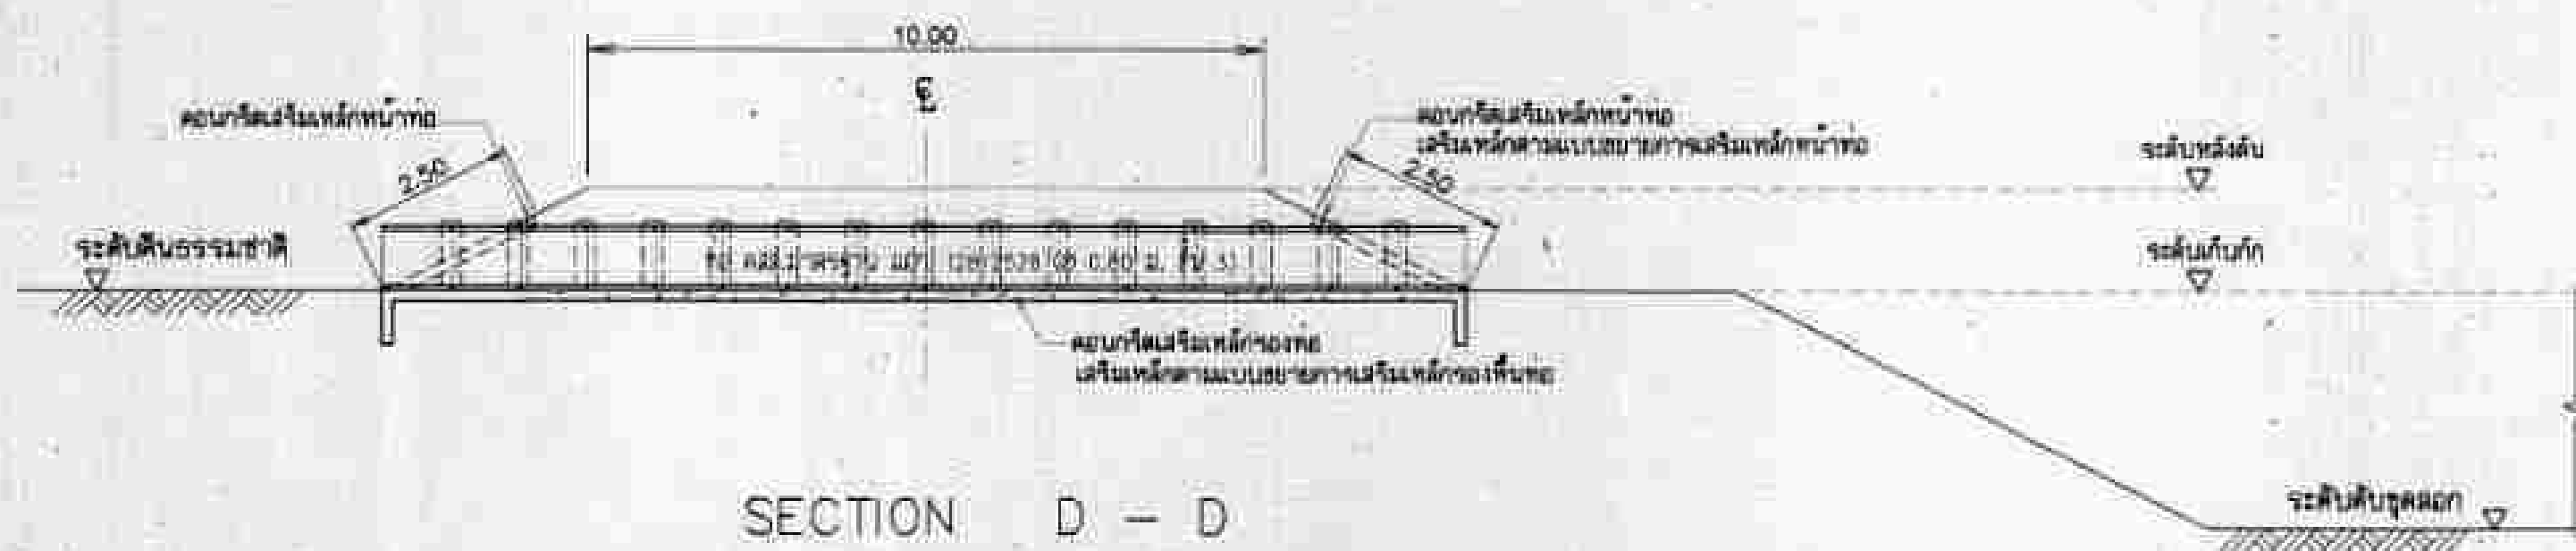 10.00
℄
คอนกรีตเสริมเหล็กหน้าท่อ
คอนกรีตเสริมเหล็กหน้าท่อ
เสริมเหล็กตามแบบขยายการเสริมเหล็กหน้าท่อ
ระดับหลังคัน
2.50
2.50
ระดับดินธรรมชาติ
ระดับเก็บกัก
0.80 ม.
คอนกรีตเสริมเหล็กรองท่อ
เสริมเหล็กตามแบบขยายการเสริมเหล็กรองพื้นท่อ
ระดับขุดลอก
SECTION D - D